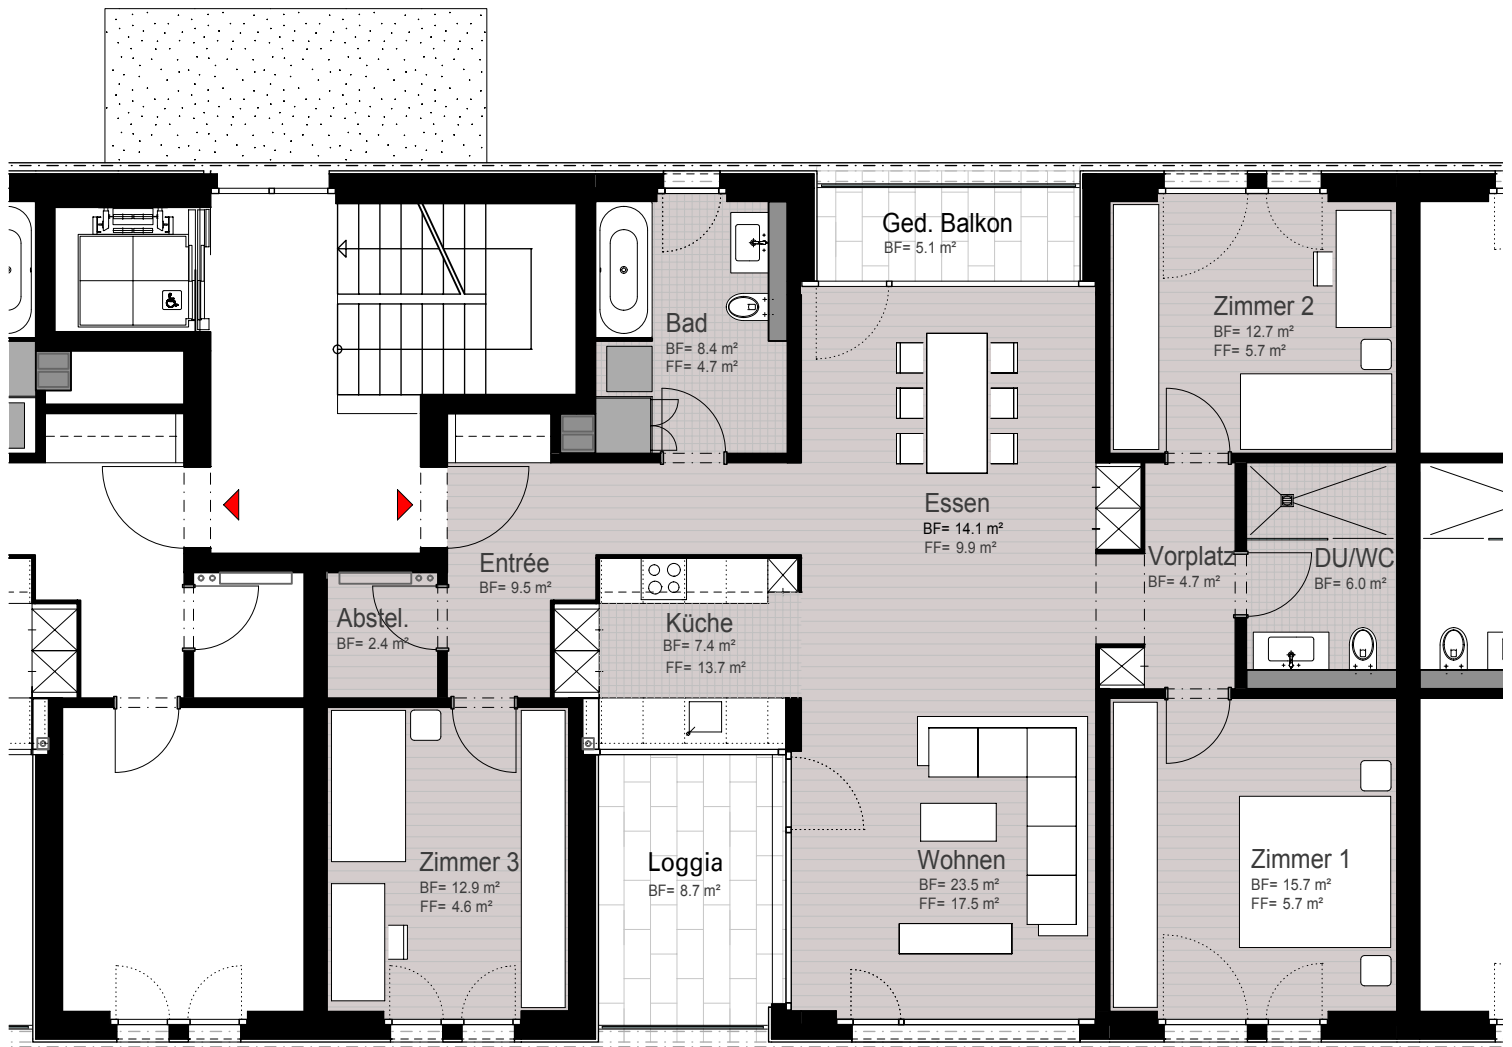 Ged. Balkon
BF= 5.1 m²
Bad
BF= 8.4 m²
FF= 4.7 m²
Zimmer 2
BF= 12.7 m²
FF= 5.7 m²
Essen
BF= 14.1 m²
FF= 9.9 m²
Entrée
BF= 9.5 m²
Vorplatz
BF= 4.7 m²
DU/WC
BF= 6.0 m²
Abstel.
BF= 2.4 m²
Küche
BF= 7.4 m²
FF= 13.7 m²
Zimmer 3
BF= 12.9 m²
FF= 4.6 m²
Loggia
BF= 8.7 m²
Wohnen
BF= 23.5 m²
FF= 17.5 m²
Zimmer 1
BF= 15.7 m²
FF= 5.7 m²